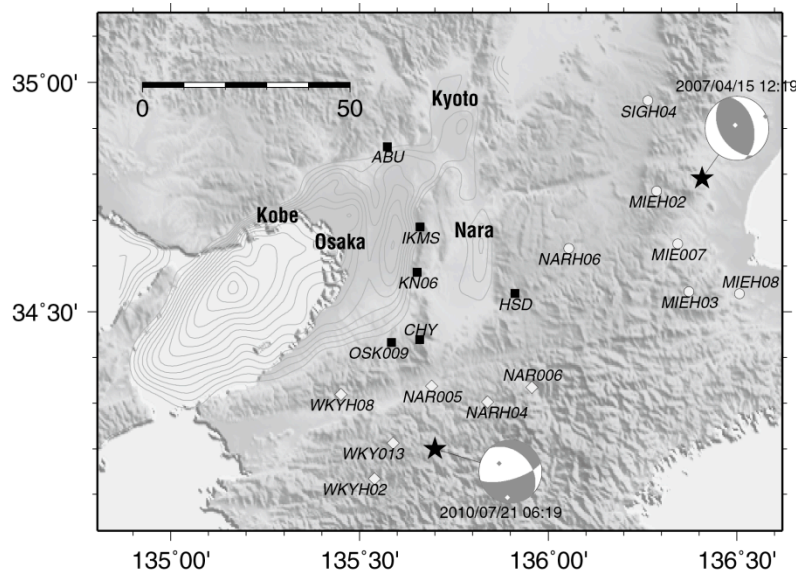 35°00'
34°30'
0
50
Kyoto
2007/04/15 12:19
SIGH04
ABU
MIEH02
Kobe
Osaka
IKMS
Nara
NARH06
MIE007
KN06
MIEH08
MIEH03
HSD
CHY
OSK009
NAR006
NAR005
WKYH08
NARH04
WKY013
WKYH02
2010/07/21 06:19
135°00'
135°30'
136°00'
136°30'